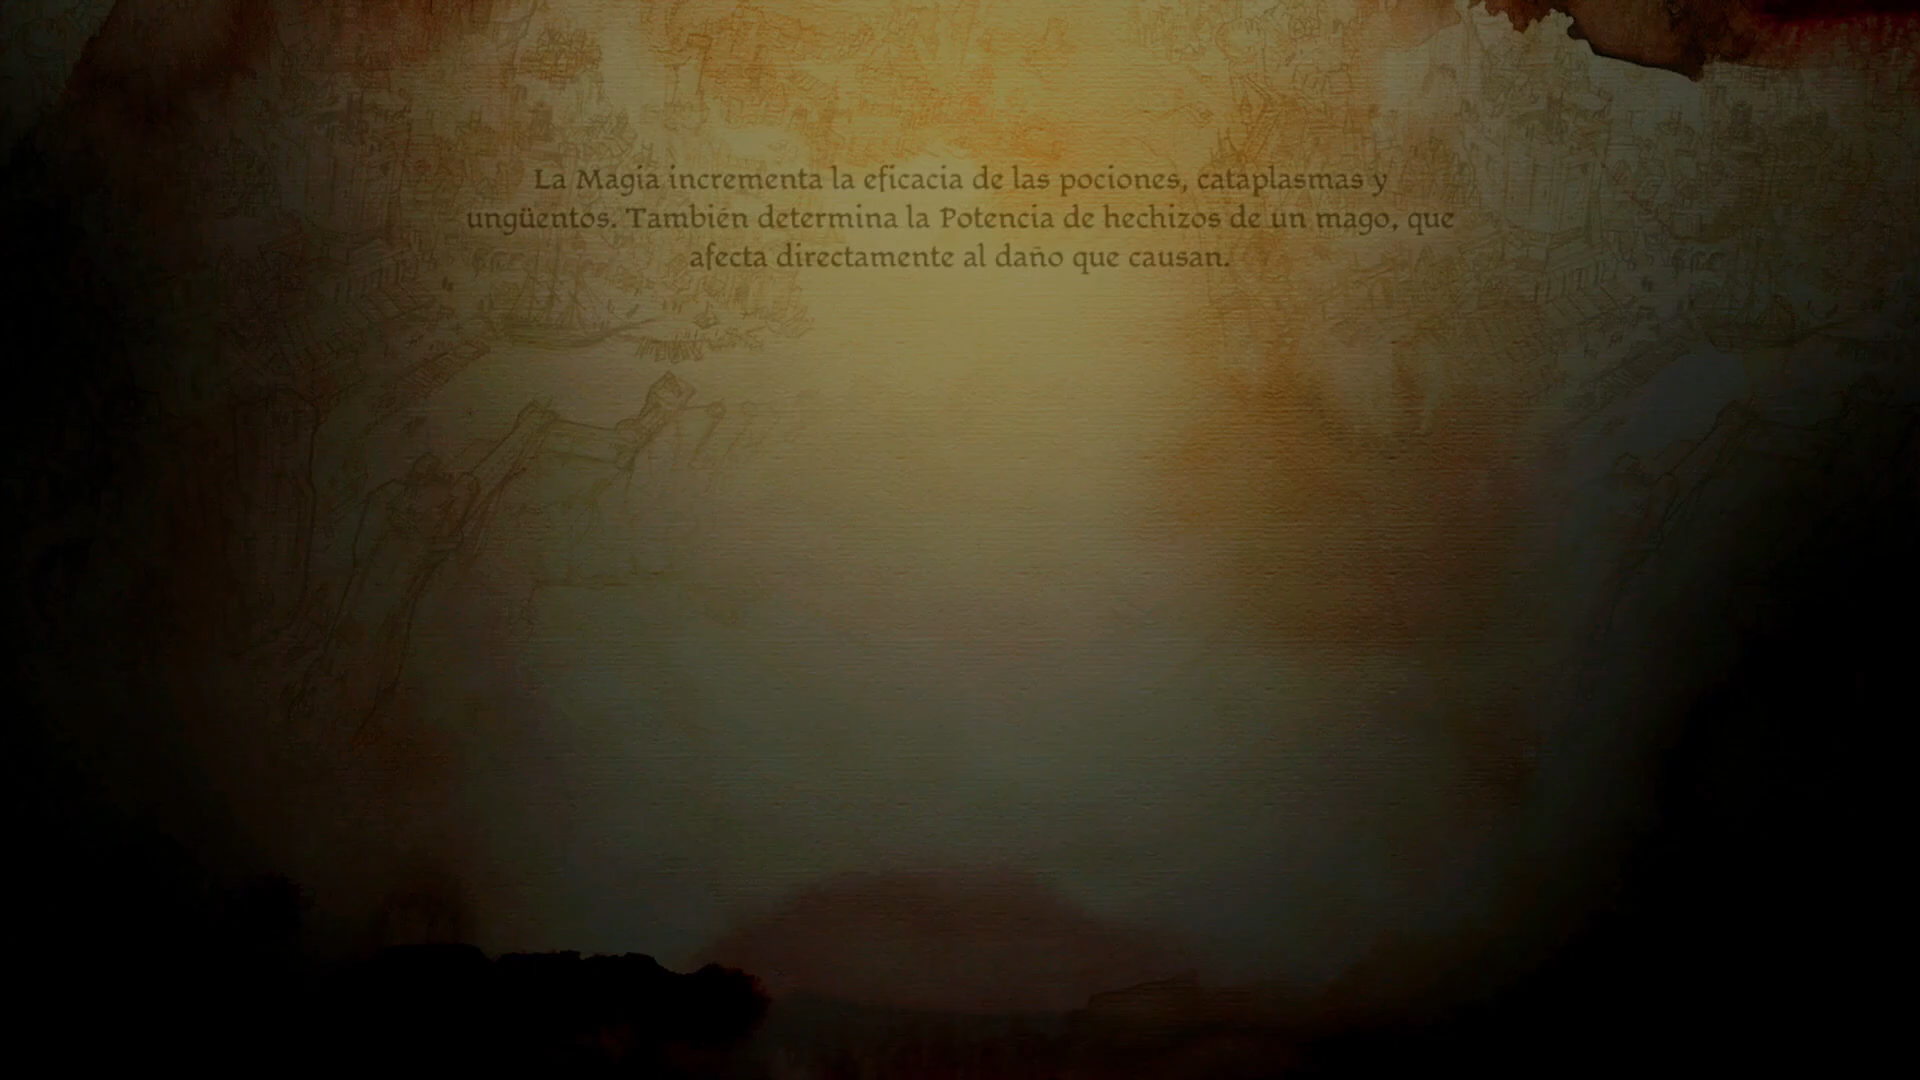 La Magia incrementa la eficacia de las pociones, cataplasmas y
ungüentos. También determina la Potencia de hechizos de un mago, que
afecta directamente al daño que causan.